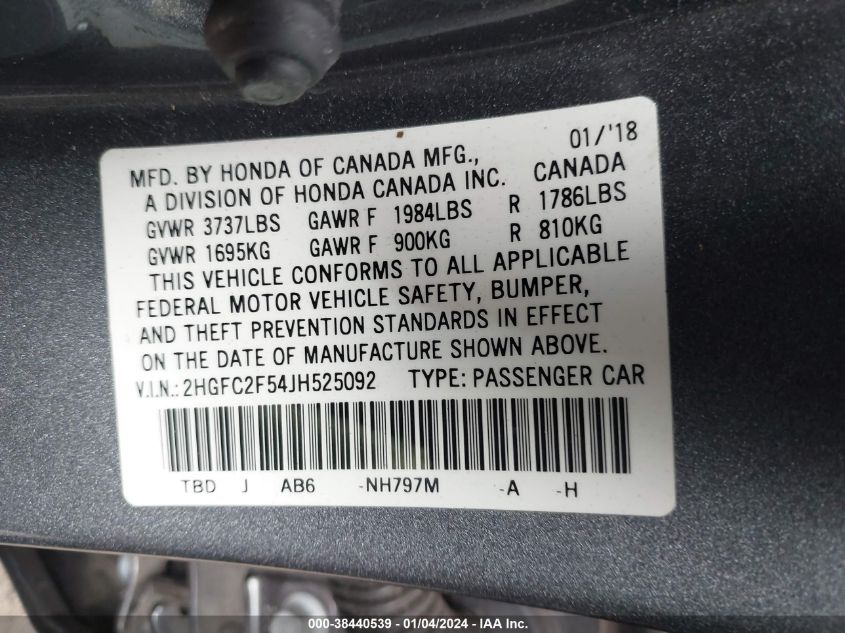 01/'18
MFD. BY HONDA OF CANADA MFG.,
A DIVISION OF HONDA CANADA INC. CANADA
GVWR 3737LBS GAWR F 1984LBS R 1786LBS
GVWR 1695KG GAWR F 900KG R 810KG
THIS VEHICLE CONFORMS TO ALL APPLICABLE
FEDERAL MOTOR VEHICLE SAFETY, BUMPER,
AND THEFT PREVENTION STANDARDS IN EFFECT
ON THE DATE OF MANUFACTURE SHOWN ABOVE.
V.I.N.: 2HGFC2F54JH525092 TYPE: PASSENGER CAR
TBD J AB6 -NH797M -A -H
000-38440539 - 01/04/2024 - IAA Inc.